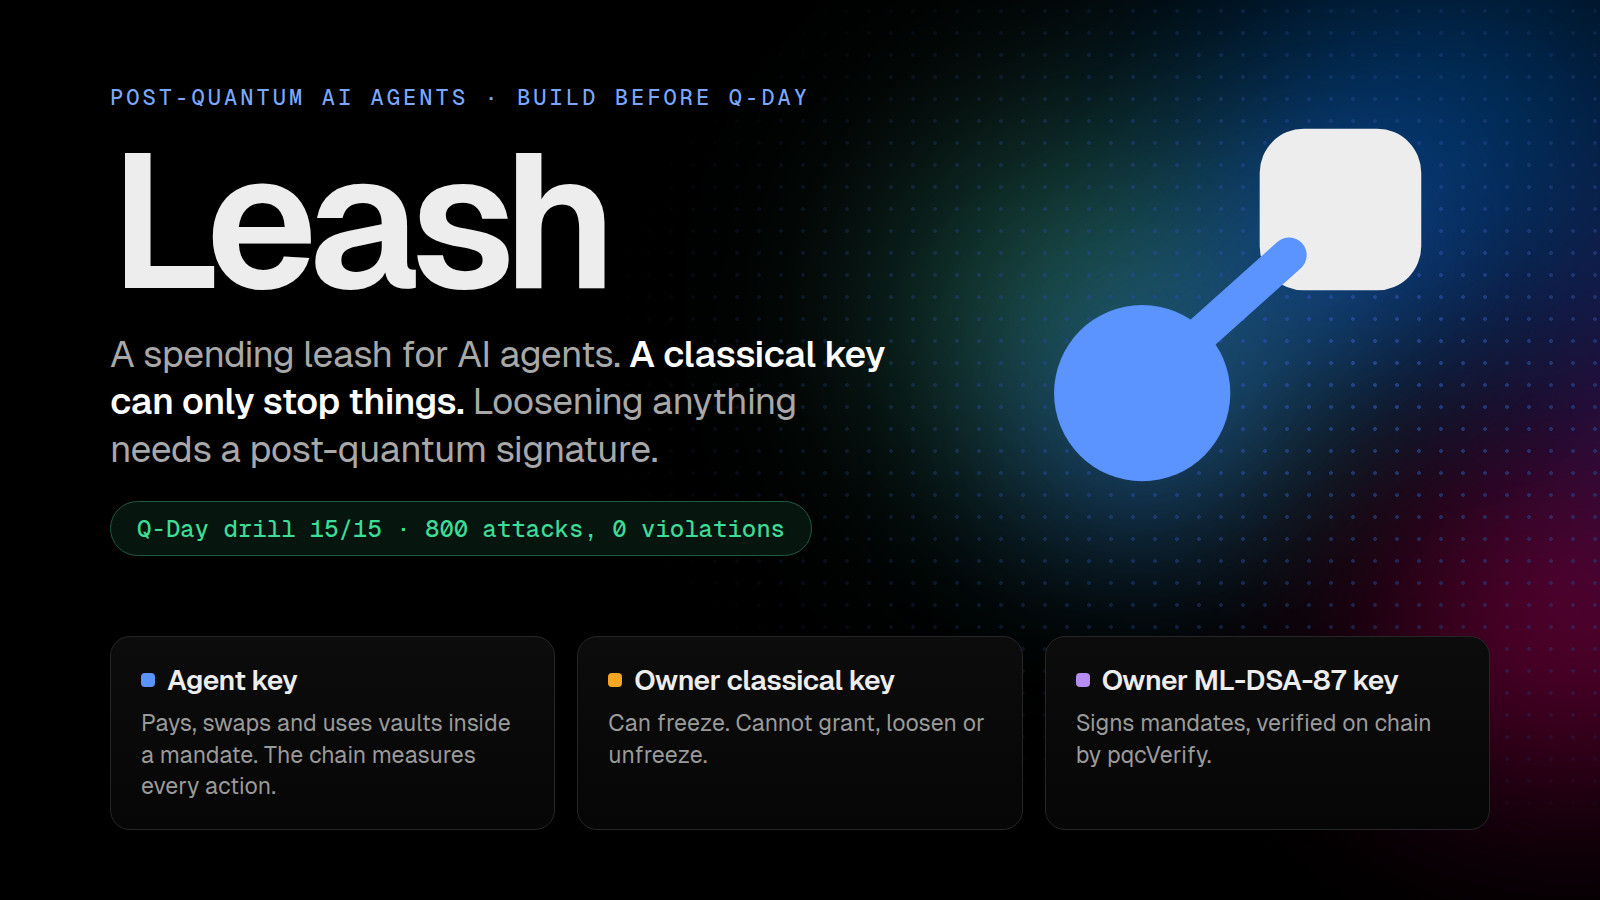 POST-QUANTUM AI AGENTS · BUILD BEFORE Q-DAY
Leash
A spending leash for AI agents. A classical key
can only stop things. Loosening anything
needs a post-quantum signature.
Q-Day drill 15/15 · 800 attacks, 0 violations
Agent key
Pays, swaps and uses vaults inside
a mandate. The chain measures
every action.
Owner classical key
Can freeze. Cannot grant, loosen or
unfreeze.
Owner ML-DSA-87 key
Signs mandates, verified on chain
by pqcVerify.